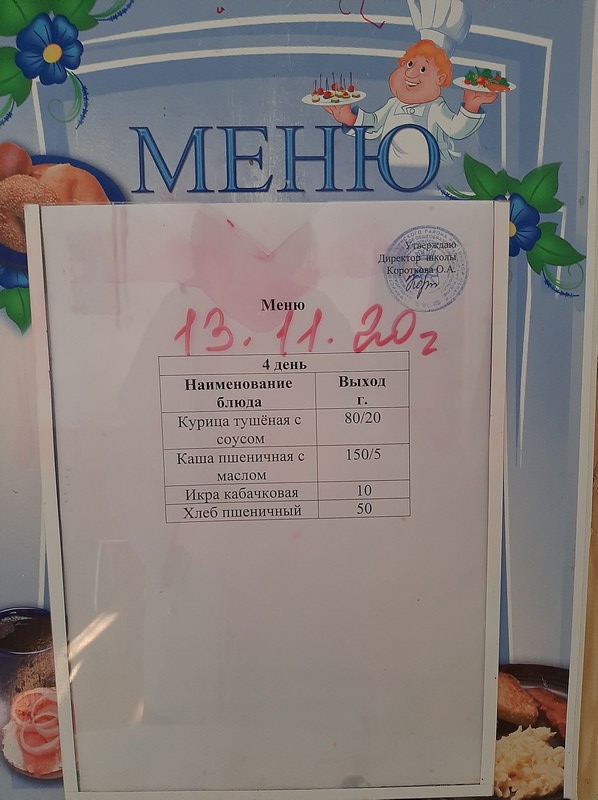 МЕНЮ
Утверждаю
Директор школы
Короткова О.А.
Меню
13.11.20г
4 день
Наименование блюда
Выход г.
Курица тушёная с соусом
80/20
Каша пшеничная с маслом
150/5
Икра кабачковая
10
Хлеб пшеничный
50